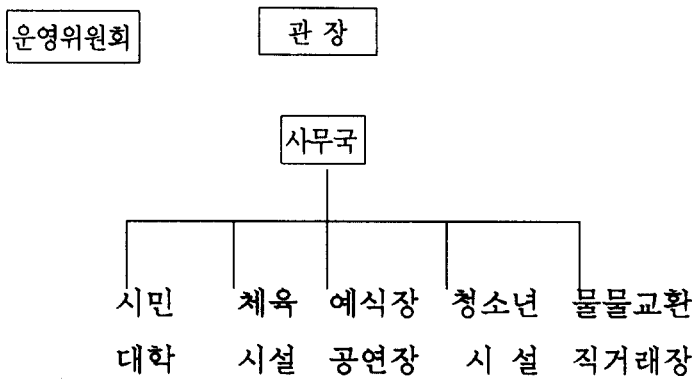 운영위원회 관 장
사무국
시민 체육 예식장 청소년 물물교환
대학 시설 공연장 시 설 직거래장